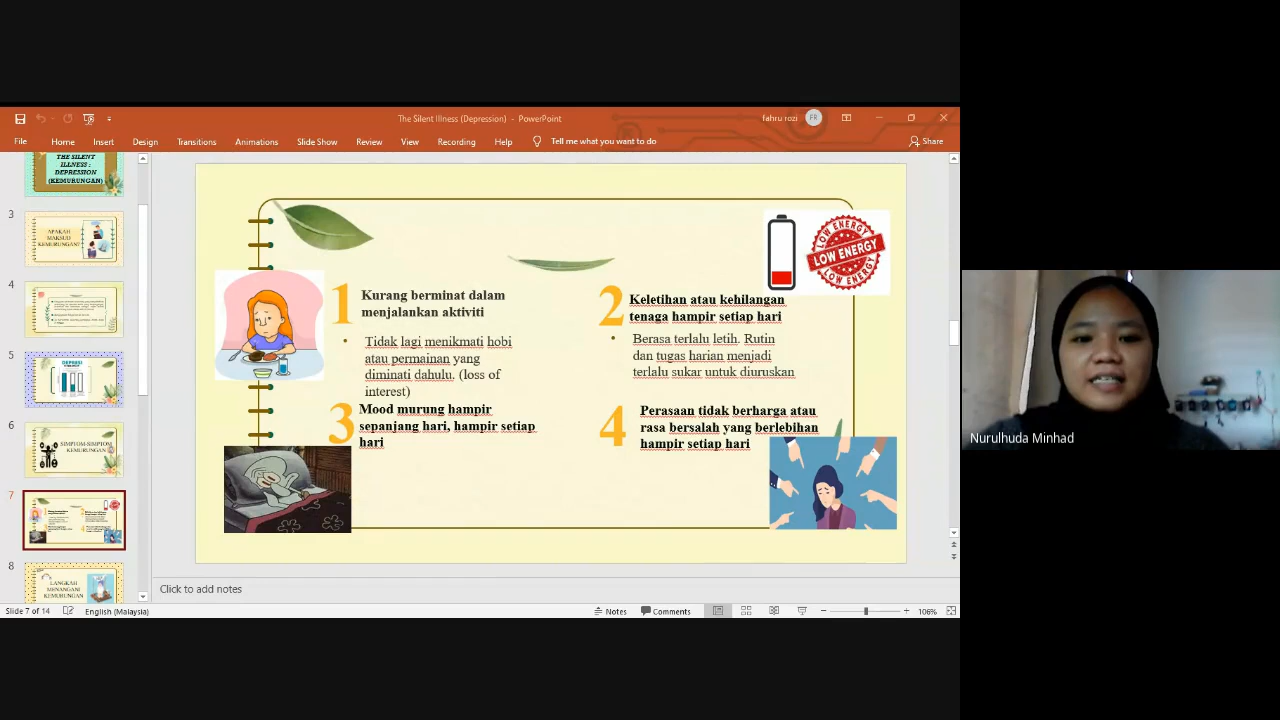 The Silent Illness (Depression) - PowerPoint
fahru rozi
FR
File
Home
Insert
Design
Transitions
Animations
Slide Show
Review
View
Recording
Help
Tell me what you want to do
Share
THE SILENT
ILLNESS :
DEPRESSION
(KEMURUNGAN)
3
APAKAH
MAKSUD
KEMURUNGAN?
4
5
6
SIMPTOM-SIMPTOM
KEMURUNGAN
7
8
LANGKAH
MENANGANI
KEMURUNGAN
LOW ENERGY
LOW ENERGY
LOW ENERGY
1
Kurang berminat dalam
menjalankan aktiviti
• Tidak lagi menikmati hobi
atau permainan yang
diminati dahulu. (loss of
interest)
2
Keletihan atau kehilangan
tenaga hampir setiap hari
• Berasa terlalu letih. Rutin
dan tugas harian menjadi
terlalu sukar untuk diuruskan
3
Mood murung hampir
sepanjang hari, hampir setiap
hari
4
Perasaan tidak berharga atau
rasa bersalah yang berlebihan
hampir setiap hari
Click to add notes
Slide 7 of 14
English (Malaysia)
Notes
Comments
106%
Nurulhuda Minhad